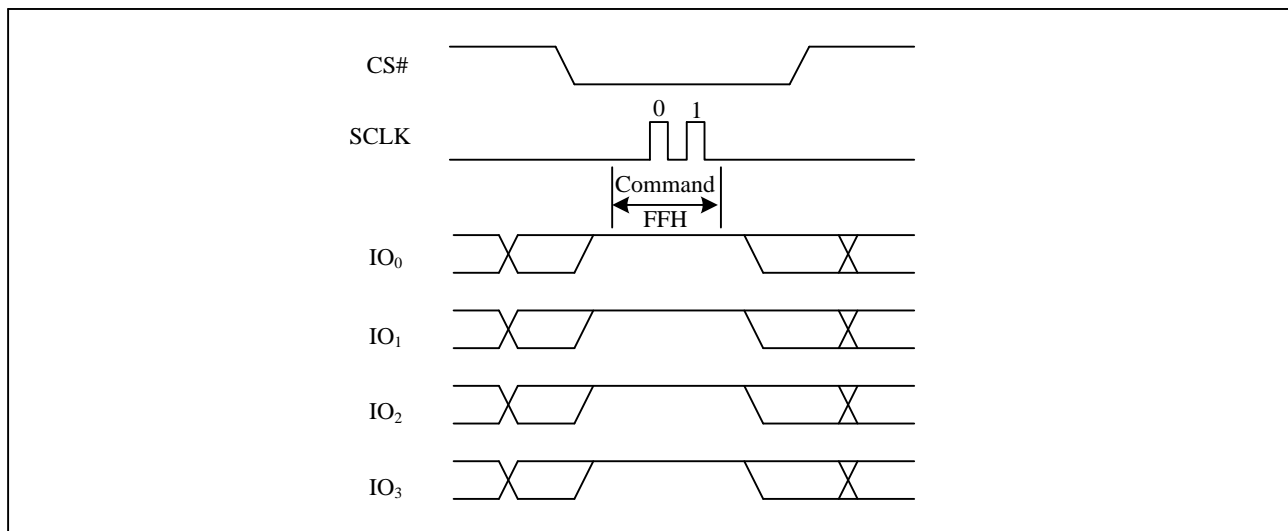 CS#
0 1
SCLK
Command
FFH
IO₀
IO₁
IO₂
IO₃